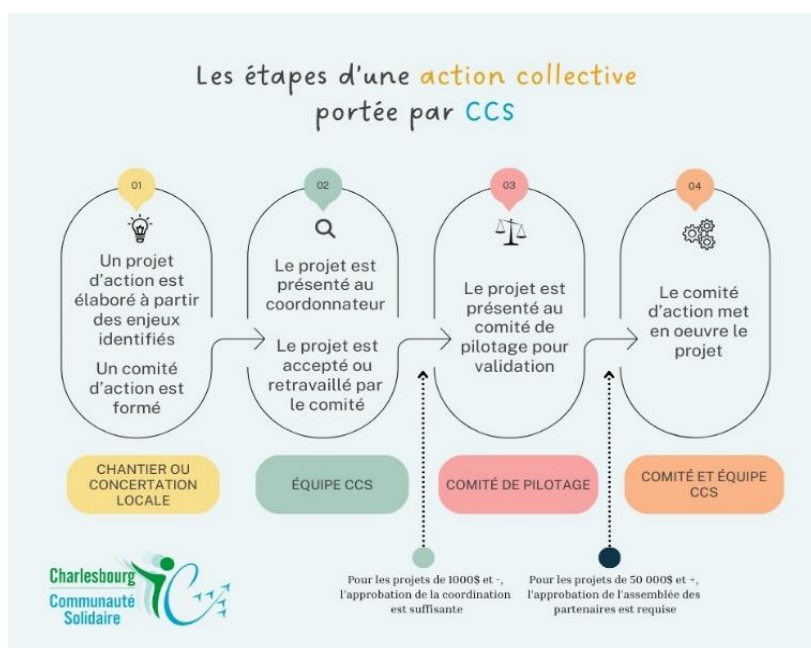 Les étapes d'une action collective
portée par CCS
01
Un projet
d'action est
élaboré à partir
des enjeux
identifiés
Un comité
d'action est
formé
CHANTIER OU
CONCERTATION
LOCALE
02
Le projet est
présenté au
coordonnateur
Le projet est
accepté ou
retravaillé par
le comité
ÉQUIPE CCS
03
Le projet est
présenté au
comité de
pilotage pour
validation
COMITÉ DE PILOTAGE
04
Le comité
d'action met
en oeuvre le
projet
COMITÉ ET ÉQUIPE
CCS
Pour les projets de 1000$ et -,
l'approbation de la coordination
est suffisante
Pour les projets de 50 000$ et +,
l'approbation de l'assemblée des
partenaires est requise
Charlesbourg
Communauté
Solidaire